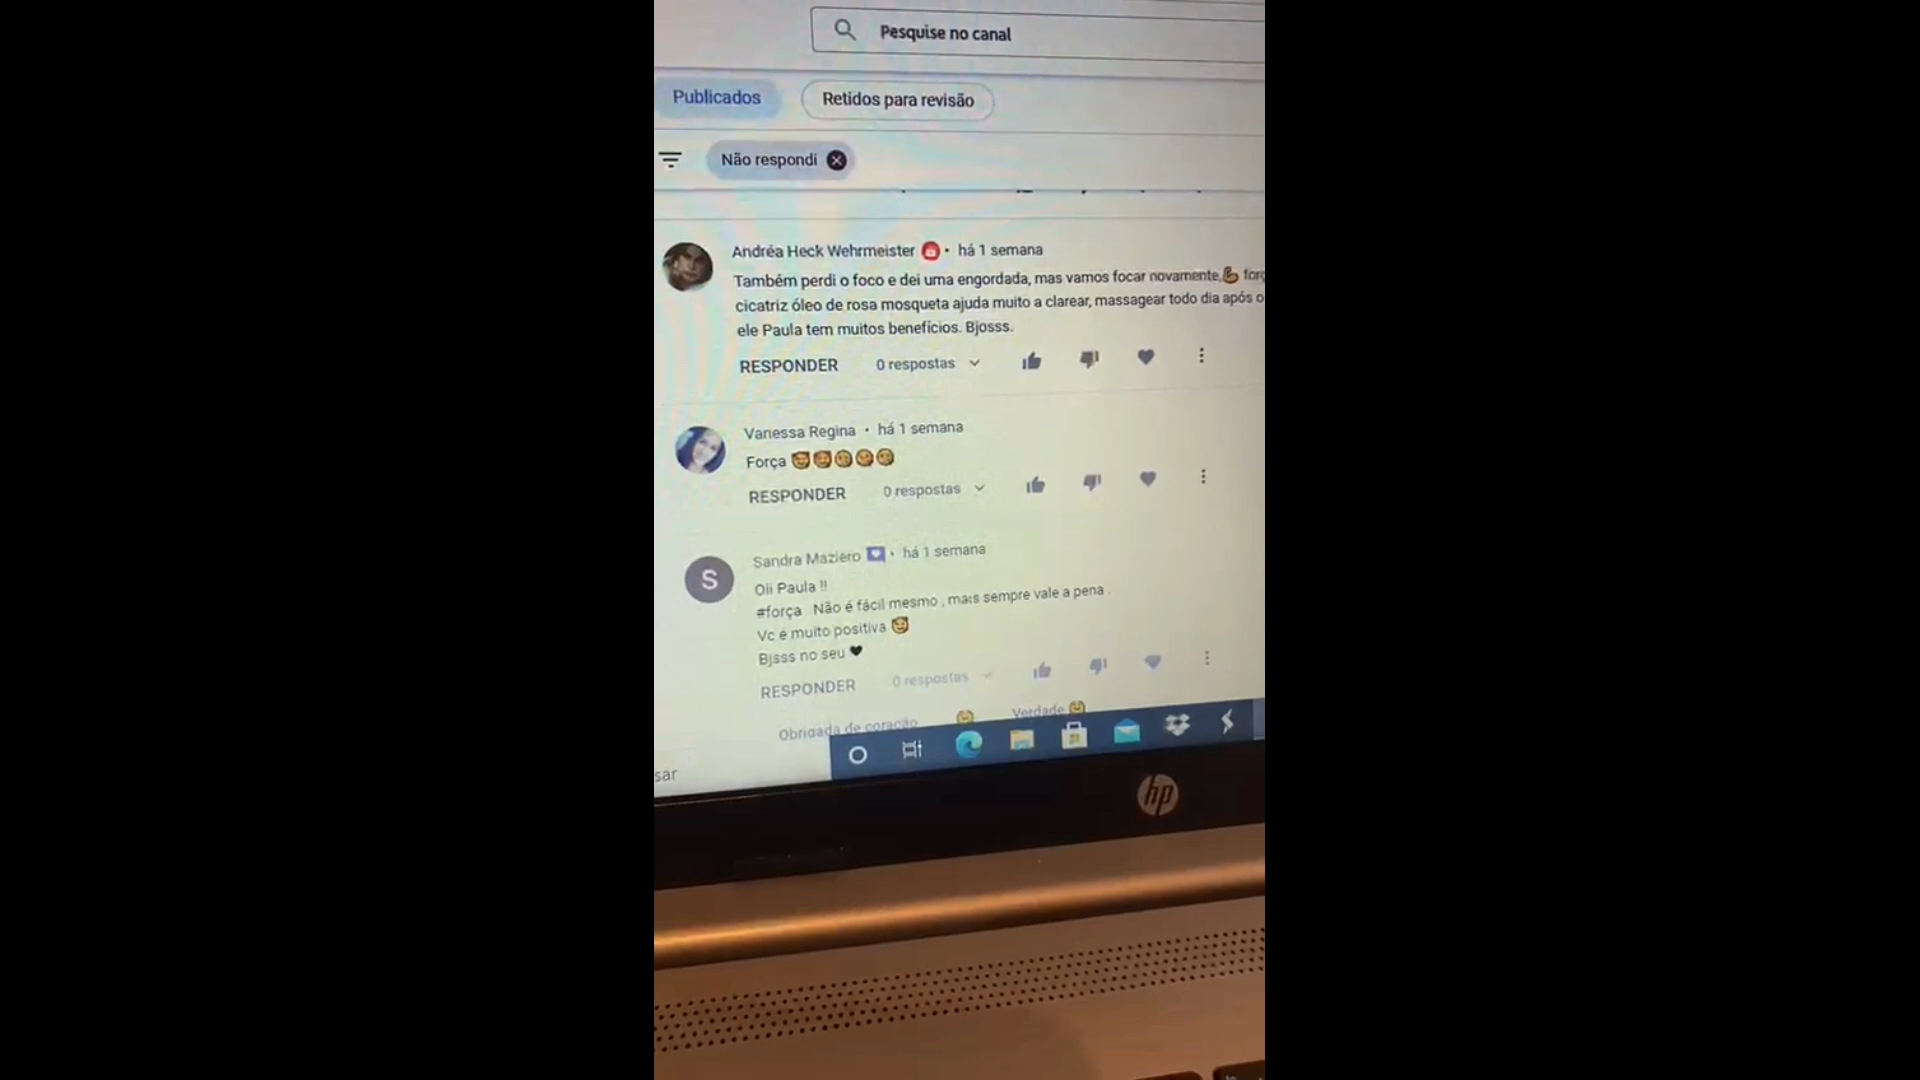 Pesquise no canal
Publicados
Retidos para revisão
Não respondi
Andréa Heck Wehrmeister • há 1 semana
Também perdi o foco e dei uma engordada, mas vamos focar novamente,💪
cicatriz óleo de rosa mosqueta ajuda muito a clarear, massagear todo dia após o
ele Paula tem muitos benefícios. Bjosss.
RESPONDER 0 respostas
Vanessa Regina • há 1 semana
Força
RESPONDER 0 respostas
Sandra Maziero • há 1 semana
S
Oii Paula !!
#força Não é fácil mesmo , mais sempre vale a pena .
Vc é muito positiva
Bjsss no seu 🖤
RESPONDER 0 respostas
Obrigada de coração Verdade
sar
hp